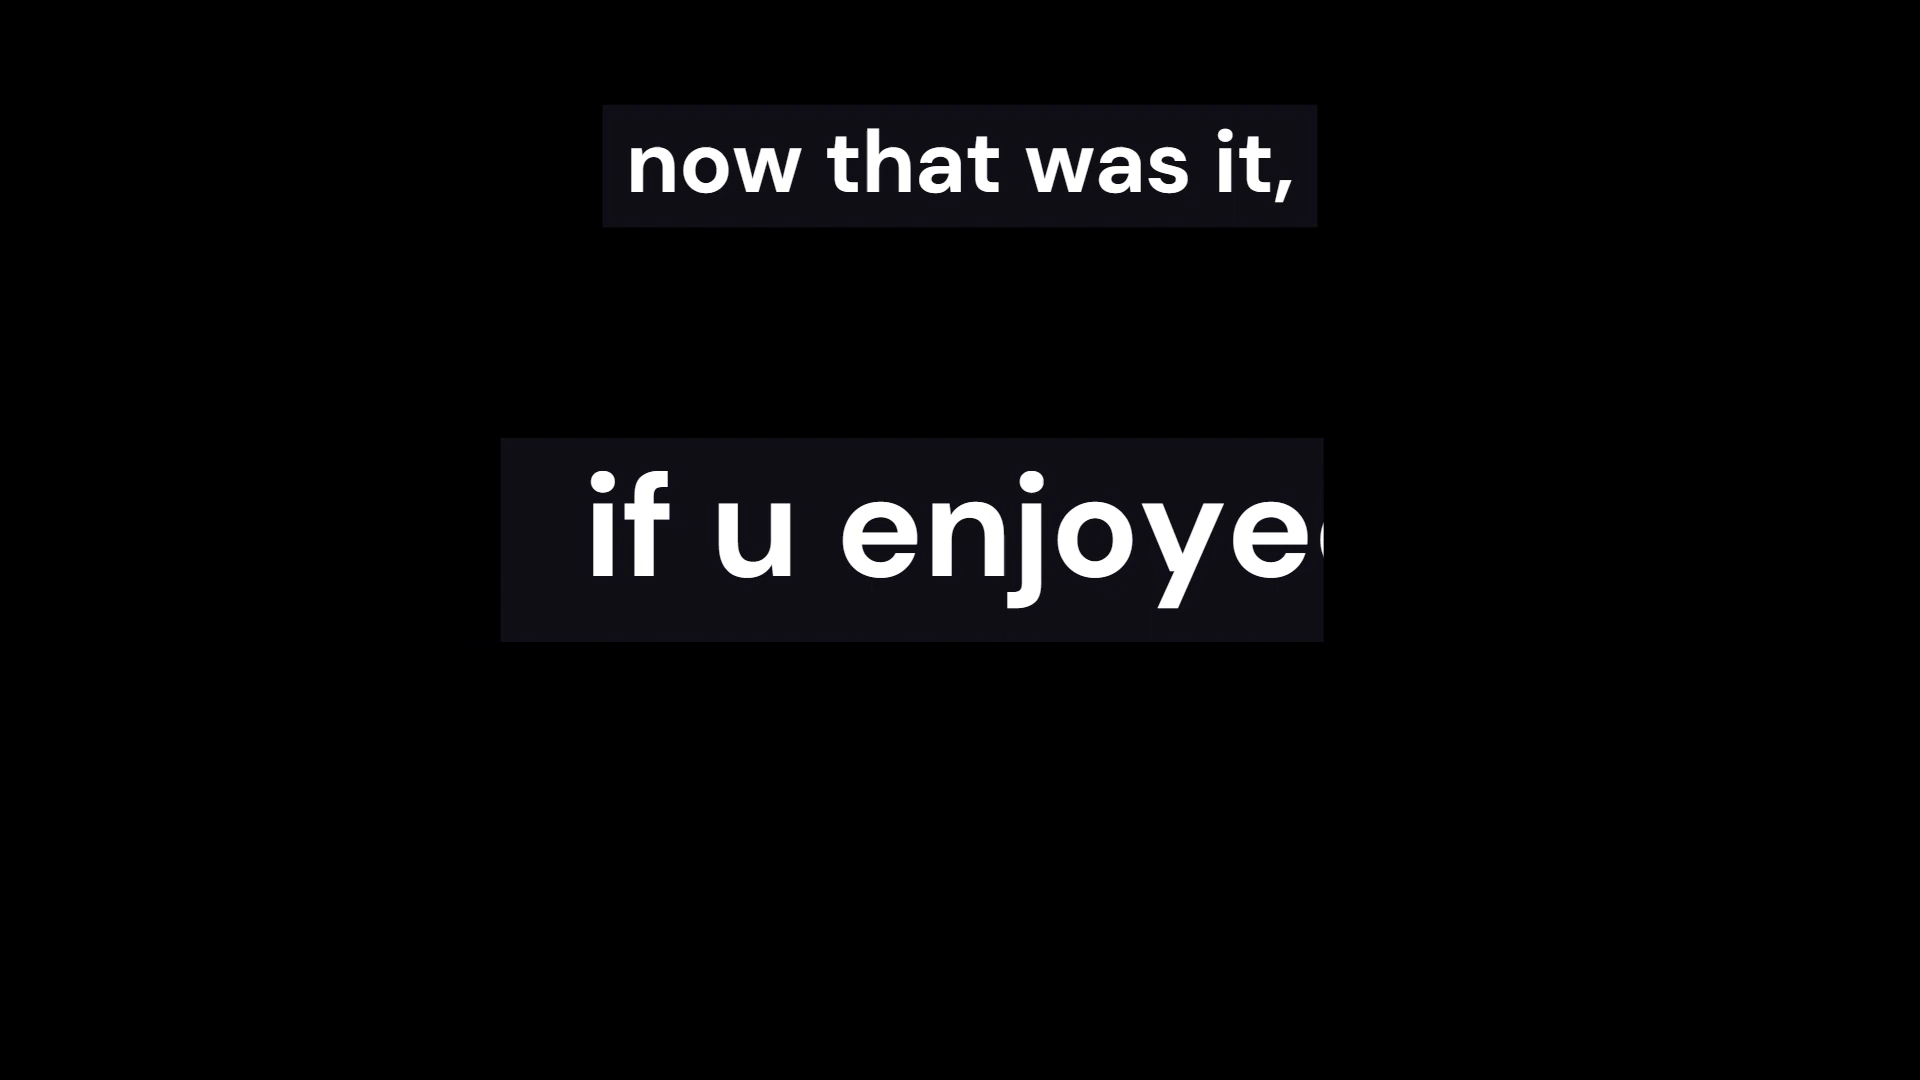 now that was it,
if u enjoye